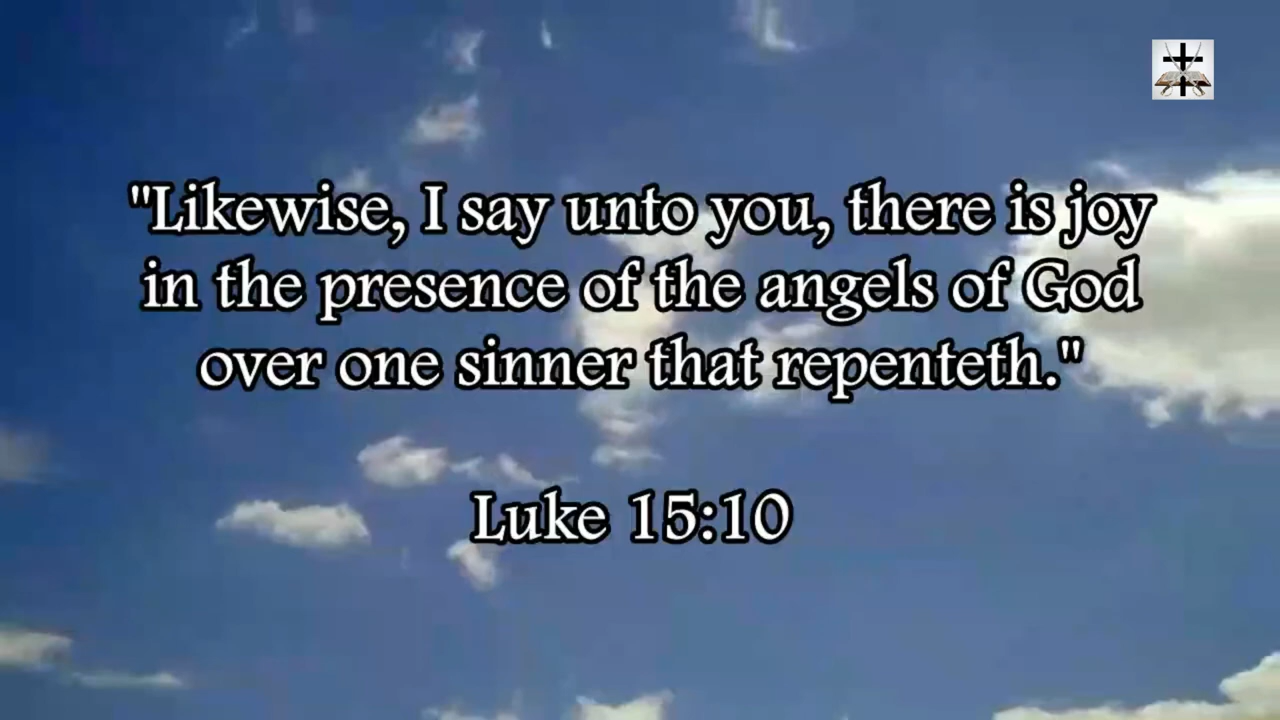 "Likewise, I say unto you, there is joy
in the presence of the angels of God
over one sinner that repenteth."
Luke 15:10